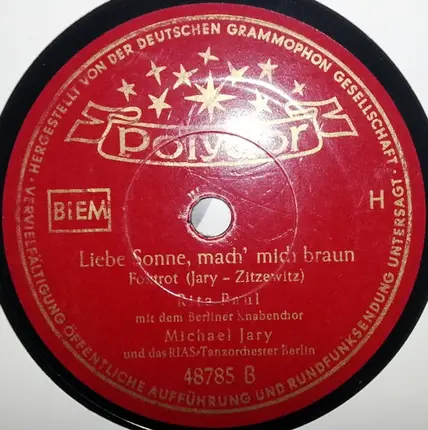 HERGESTELLT VON DER DEUTSCHEN GRAMMOPHON GESELLSCHAFT ·
polydor
BIEM
H
Liebe Sonne, mach' mich braun
Foxtrot (Jary - Zitzewitz)
Rita Paul
mit dem Berliner Knabenchor
Michael Jary
und das RIAS-Tanzorchester Berlin
48785 B
VERVIELFÄLTIGUNG ÖFFENTLICHE AUFFÜHRUNG UND RUNDFUNKSENDUNG UNTERSAGT ·